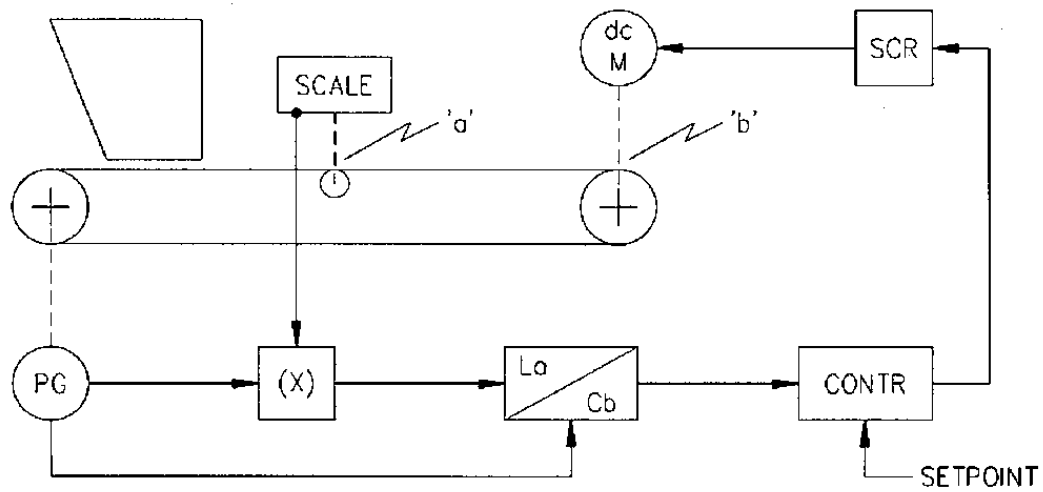 dc
M
SCR
SCALE
'a'
'b'
PG
(X)
La
Cb
CONTR
SETPOINT